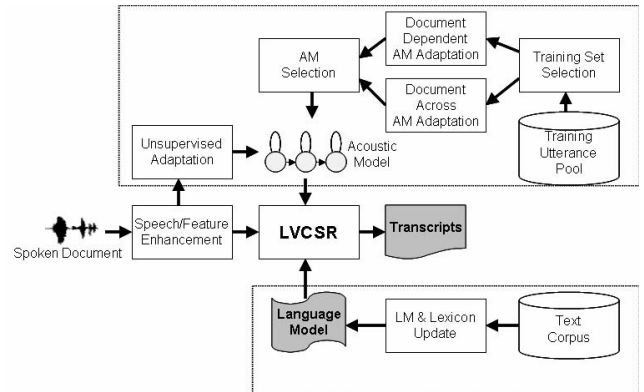 Document
Dependent
AM Adaptation
AM
Selection
Training Set
Selection
Document
Across
AM Adaptation
Unsupervised
Adaptation
Acoustic
Model
Training
Utterance
Pool
Spoken Document
Speech/Feature
Enhancement
LVCSR
Transcripts
Language
Model
LM & Lexicon
Update
Text
Corpus